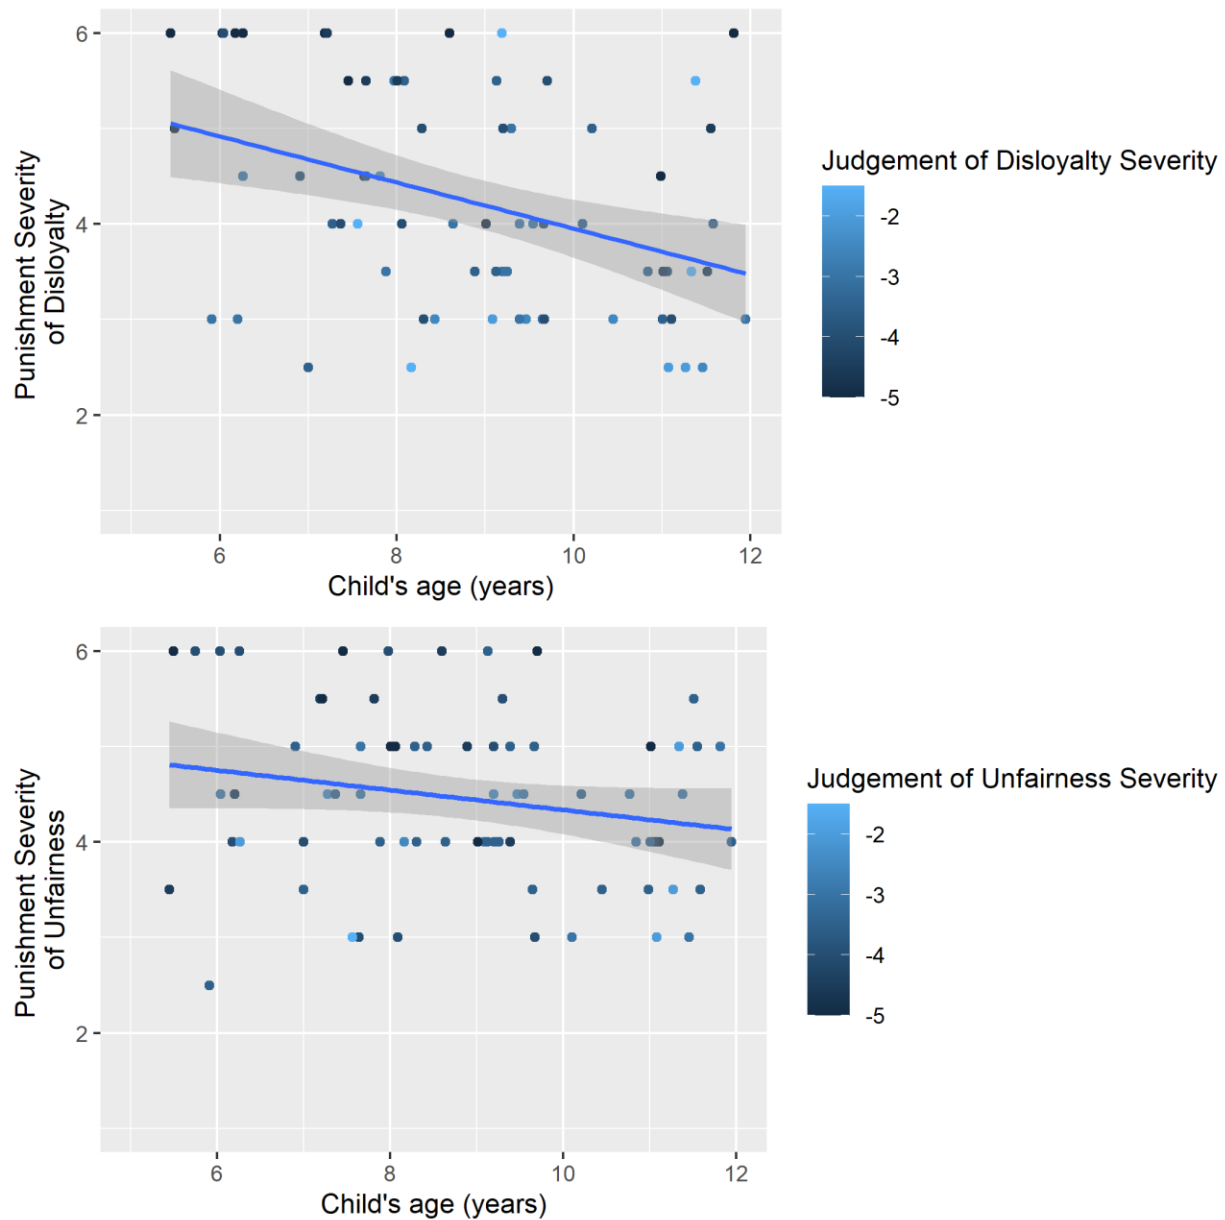 Punishment Severity
of Disloyalty
6
4
2
6
8
10
12
Child's age (years)
Judgement of Disloyalty Severity
-2
-3
-4
-5
Punishment Severity
of Unfairness
6
4
2
6
8
10
12
Child's age (years)
Judgement of Unfairness Severity
-2
-3
-4
-5